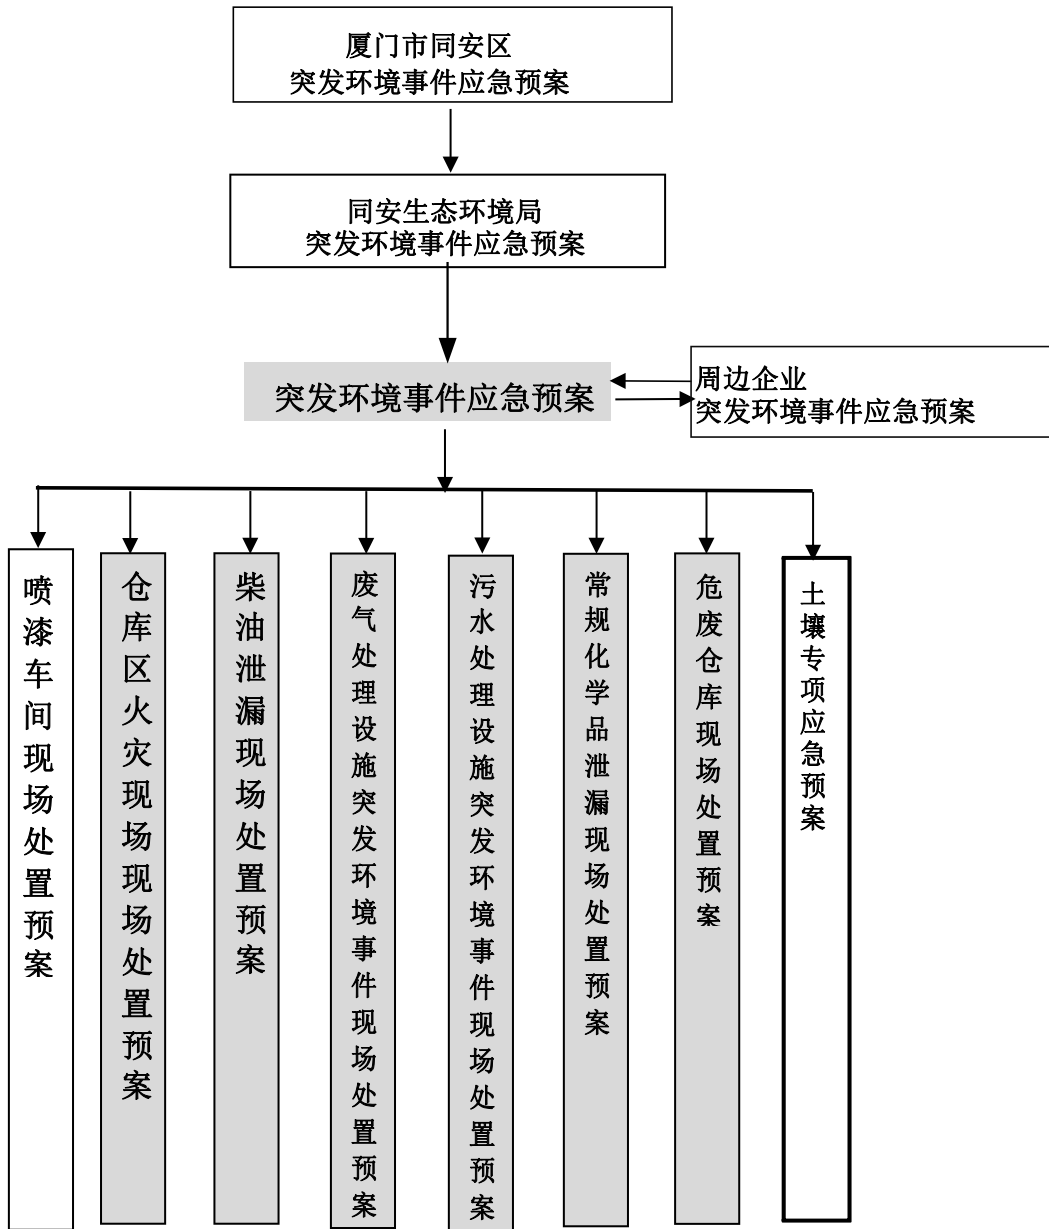 厦门市同安区
突发环境事件应急预案
同安生态环境局
突发环境事件应急预案
突发环境事件应急预案
周边企业
突发环境事件应急预案
喷漆车间现场处置预案
仓库区火灾现场现场处置预案
柴油泄漏现场处置预案
废气处理设施突发环境事件现场处置预案
污水处理设施突发环境事件现场处置预案
常规化学品泄漏现场处置预案
危废仓库现场处置预案
土壤专项应急预案